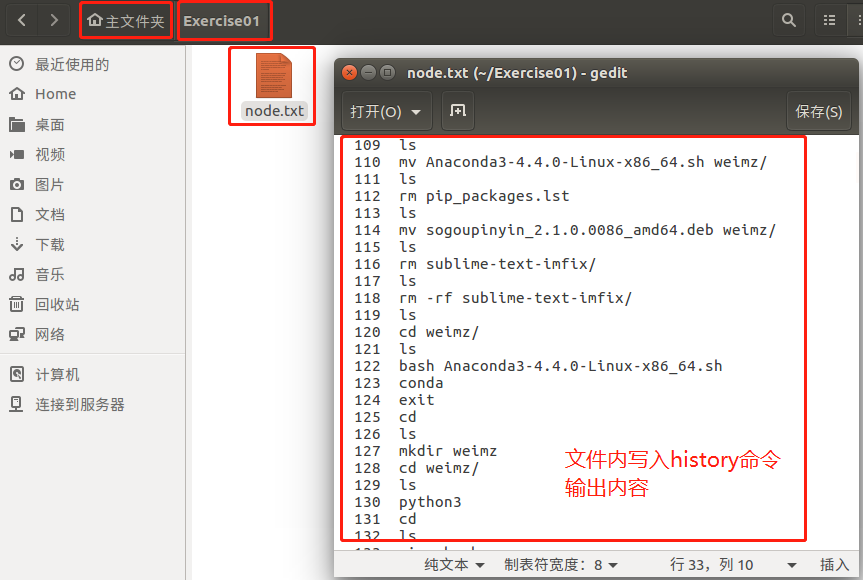 主文件夹 Exercise01
最近使用的
Home
桌面
视频
图片
文档
下载
音乐
回收站
网络
计算机
连接到服务器
node.txt
node.txt (~/Exercise01) - gedit
打开(O) 保存(S)
109 ls
110 mv Anaconda3-4.4.0-Linux-x86_64.sh weimz/
111 ls
112 rm pip_packages.lst
113 ls
114 mv sogoupinyin_2.1.0.0086_amd64.deb weimz/
115 ls
116 rm sublime-text-imfix/
117 ls
118 rm -rf sublime-text-imfix/
119 ls
120 cd weimz/
121 ls
122 bash Anaconda3-4.4.0-Linux-x86_64.sh
123 conda
124 exit
125 cd
126 ls
127 mkdir weimz
128 cd weimz/
129 ls
130 python3
131 cd
132 ls
文件内写入history命令
输出内容
纯文本 制表符宽度: 8 行 33, 列 10 插入